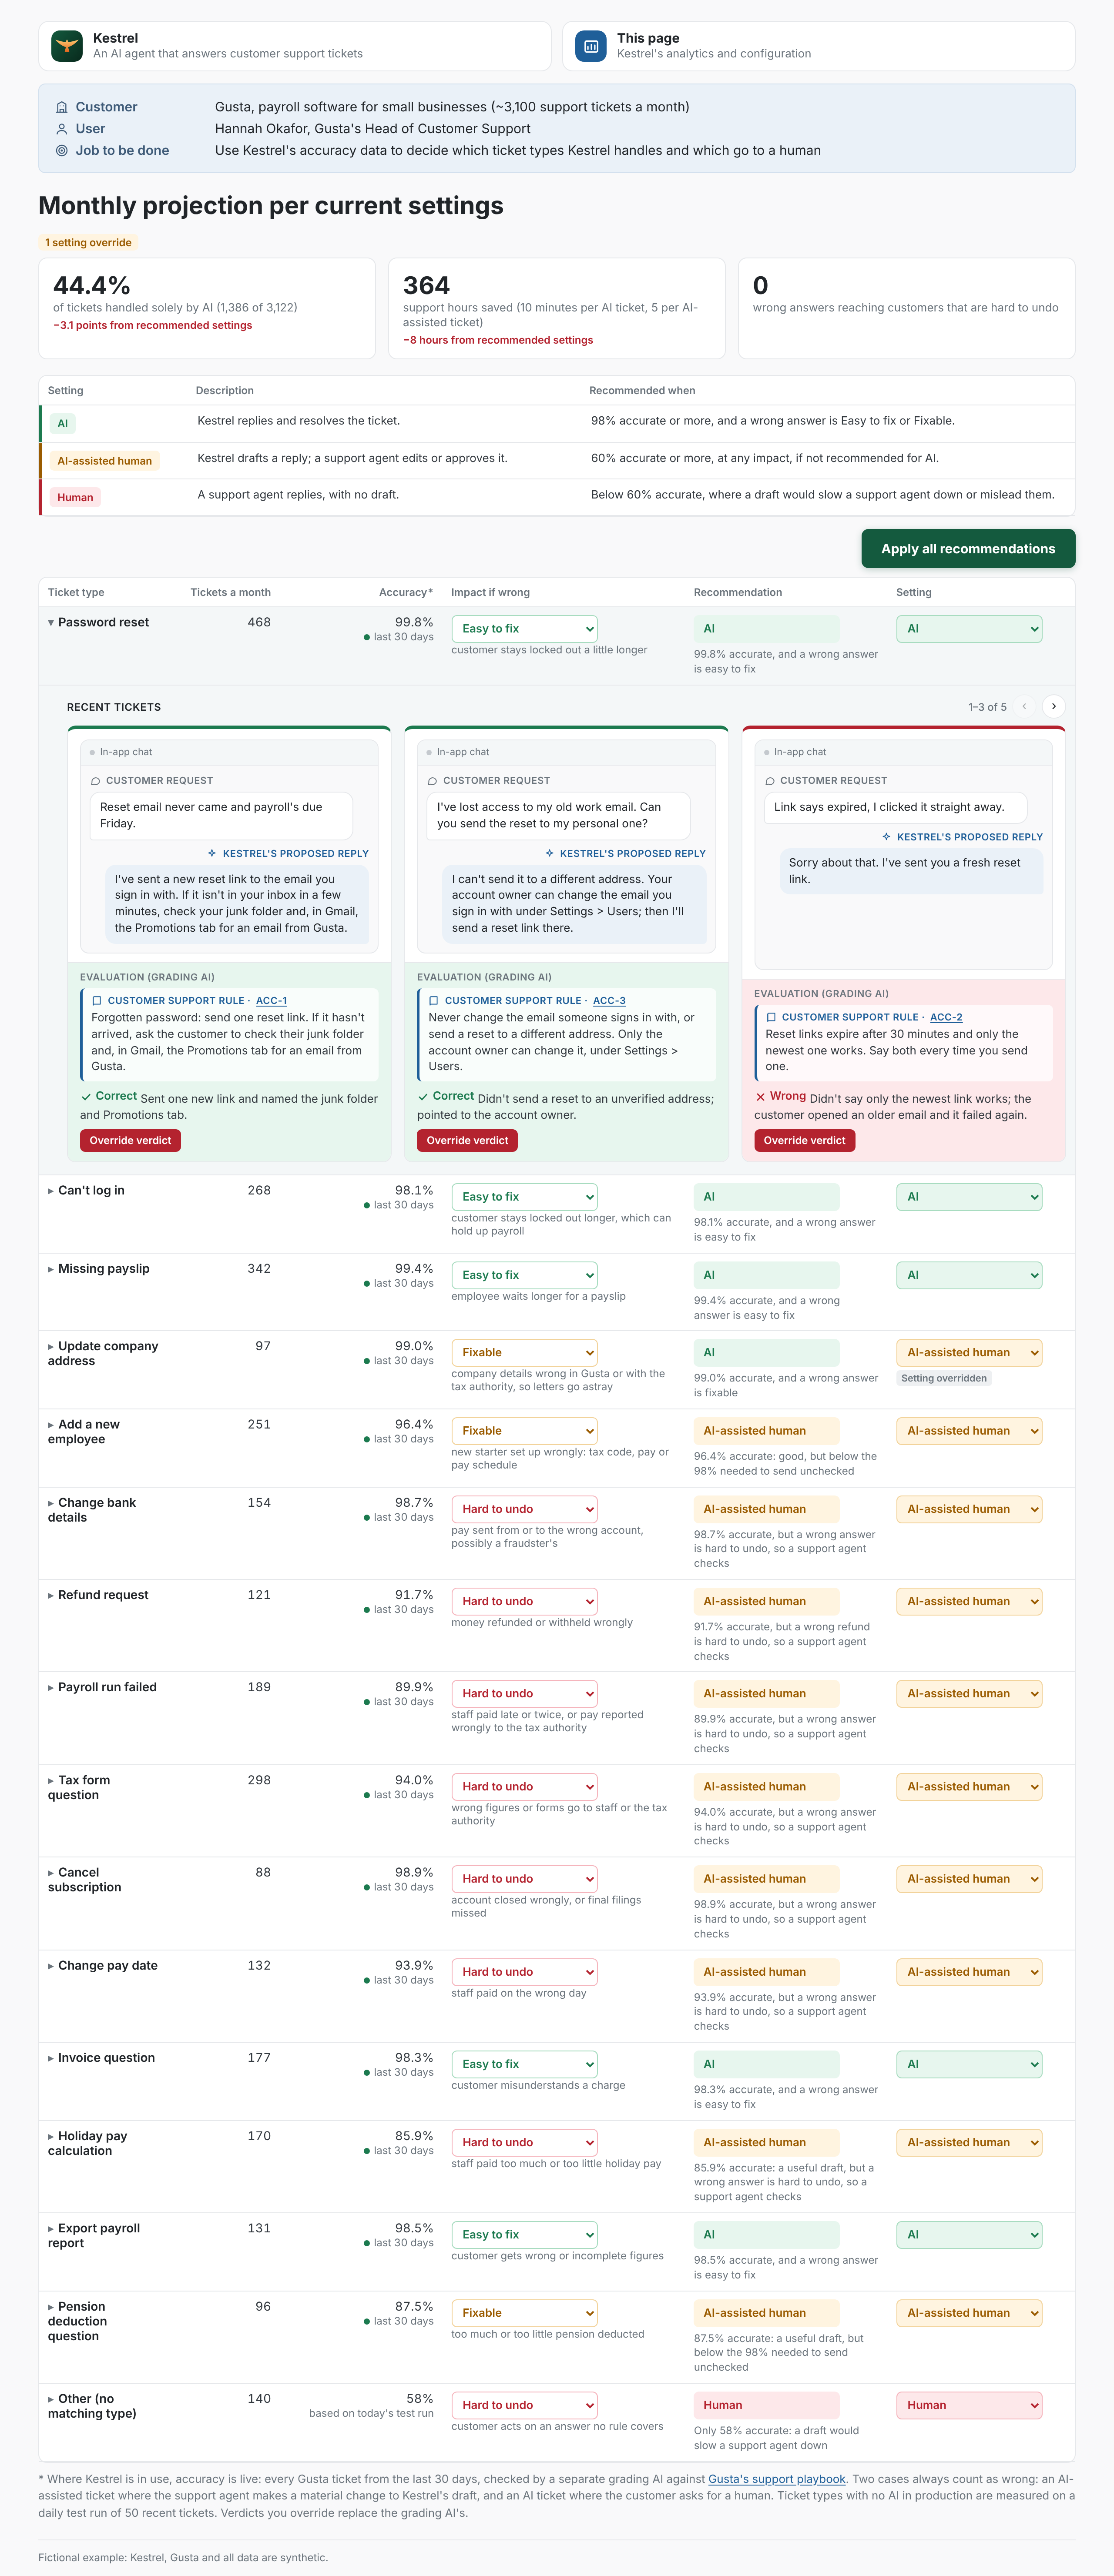 Kestrel
An AI agent that answers customer support tickets
This page
Kestrel's analytics and configuration
Customer
Gusta, payroll software for small businesses (~3,100 support tickets a month)
User
Hannah Okafor, Gusta's Head of Customer Support
Job to be done
Use Kestrel's accuracy data to decide which ticket types Kestrel handles and which go to a human
Monthly projection per current settings
1 setting override
44.4%
of tickets handled solely by AI (1,386 of 3,122)
−3.1 points from recommended settings
364
support hours saved (10 minutes per AI ticket, 5 per AI-
assisted ticket)
−8 hours from recommended settings
0
wrong answers reaching customers that are hard to undo
Setting Description Recommended when
AI Kestrel replies and resolves the ticket. 98% accurate or more, and a wrong answer is Easy to fix or Fixable.
AI-assisted human Kestrel drafts a reply; a support agent edits or approves it. 60% accurate or more, at any impact, if not recommended for AI.
Human A support agent replies, with no draft. Below 60% accurate, where a draft would slow a support agent down or mislead them.
Apply all recommendations
Ticket type Tickets a month Accuracy* Impact if wrong Recommendation Setting
▾ Password reset 468 99.8% Easy to fix AI AI
last 30 days customer stays locked out a little longer
99.8% accurate, and a wrong answer
is easy to fix
RECENT TICKETS
1–3 of 5
In-app chat
CUSTOMER REQUEST
Reset email never came and payroll's due
Friday.
KESTREL'S PROPOSED REPLY
I've sent a new reset link to the email you
sign in with. If it isn't in your inbox in a few
minutes, check your junk folder and, in Gmail,
the Promotions tab for an email from Gusta.
EVALUATION (GRADING AI)
CUSTOMER SUPPORT RULE · ACC-1
Forgotten password: send one reset link. If it hasn't
arrived, ask the customer to check their junk folder
and, in Gmail, the Promotions tab for an email from
Gusta.
Correct Sent one new link and named the junk folder
and Promotions tab.
Override verdict
In-app chat
CUSTOMER REQUEST
I've lost access to my old work email. Can
you send the reset to my personal one?
KESTREL'S PROPOSED REPLY
I can't send it to a different address. Your
account owner can change the email you
sign in with under Settings > Users; then I'll
send a reset link there.
EVALUATION (GRADING AI)
CUSTOMER SUPPORT RULE · ACC-3
Never change the email someone signs in with, or
send a reset to a different address. Only the
account owner can change it, under Settings >
Users.
Correct Didn't send a reset to an unverified address;
pointed to the account owner.
Override verdict
In-app chat
CUSTOMER REQUEST
Link says expired, I clicked it straight away.
KESTREL'S PROPOSED REPLY
Sorry about that. I've sent you a fresh reset
link.
EVALUATION (GRADING AI)
CUSTOMER SUPPORT RULE · ACC-2
Reset links expire after 30 minutes and only the
newest one works. Say both every time you send
one.
Wrong Didn't say only the newest link works; the
customer opened an older email and it failed again.
Override verdict
▸ Can't log in 268 98.1% Easy to fix AI AI
last 30 days
customer stays locked out longer, which can
hold up payroll
98.1% accurate, and a wrong answer
is easy to fix
▸ Missing payslip 342 99.4% Easy to fix AI AI
last 30 days
employee waits longer for a payslip
99.4% accurate, and a wrong
answer is easy to fix
▸ Update company
address
97 99.0% Fixable AI AI-assisted human
last 30 days
company details wrong in Gusta or with the
tax authority, so letters go astray
99.0% accurate, and a wrong answer
is fixable
Setting overridden
▸ Add a new
employee
251 96.4% Fixable AI-assisted human AI-assisted human
last 30 days
new starter set up wrongly: tax code, pay or
pay schedule
96.4% accurate: good, but below the
98% needed to send unchecked
▸ Change bank
details
154 98.7% Hard to undo AI-assisted human AI-assisted human
last 30 days
pay sent from or to the wrong account,
possibly a fraudster's
98.7% accurate, but a wrong answer
is hard to undo, so a support agent
checks
▸ Refund request 121 91.7% Hard to undo AI-assisted human AI-assisted human
last 30 days
money refunded or withheld wrongly
91.7% accurate, but a wrong refund
is hard to undo, so a support agent
checks
▸ Payroll run failed 189 89.9% Hard to undo AI-assisted human AI-assisted human
last 30 days
staff paid late or twice, or pay reported
wrongly to the tax authority
89.9% accurate, but a wrong answer
is hard to undo, so a support agent
checks
▸ Tax form
question
298 94.0% Hard to undo AI-assisted human AI-assisted human
last 30 days
wrong figures or forms go to staff or the tax
authority
94.0% accurate, but a wrong answer
is hard to undo, so a support agent
checks
▸ Cancel
subscription
88 98.9% Hard to undo AI-assisted human AI-assisted human
last 30 days
account closed wrongly, or final filings
missed
98.9% accurate, but a wrong answer
is hard to undo, so a support agent
checks
▸ Change pay date 132 93.9% Hard to undo AI-assisted human AI-assisted human
last 30 days
staff paid on the wrong day
93.9% accurate, but a wrong answer
is hard to undo, so a support agent
checks
▸ Invoice question 177 98.3% Easy to fix AI AI
last 30 days
customer misunderstands a charge
98.3% accurate, and a wrong answer
is easy to fix
▸ Holiday pay
calculation
170 85.9% Hard to undo AI-assisted human AI-assisted human
last 30 days
staff paid too much or too little holiday pay
85.9% accurate: a useful draft, but a
wrong answer is hard to undo, so a
support agent checks
▸ Export payroll
report
131 98.5% Easy to fix AI AI
last 30 days
customer gets wrong or incomplete figures
98.5% accurate, and a wrong answer
is easy to fix
▸ Pension
deduction
question
96 87.5% Fixable AI-assisted human AI-assisted human
last 30 days
too much or too little pension deducted
87.5% accurate: a useful draft, but
below the 98% needed to send
unchecked
▸ Other (no
matching type)
140 58% Hard to undo Human Human
based on today's test run
customer acts on an answer no rule covers
Only 58% accurate: a draft would
slow a support agent down
* Where Kestrel is in use, accuracy is live: every Gusta ticket from the last 30 days, checked by a separate grading AI against Gusta's support playbook. Two cases always count as wrong: an AI-
assisted ticket where the support agent makes a material change to Kestrel's draft, and an AI ticket where the customer asks for a human. Ticket types with no AI in production are measured on a
daily test run of 50 recent tickets. Verdicts you override replace the grading AI's.
Fictional example: Kestrel, Gusta and all data are synthetic.